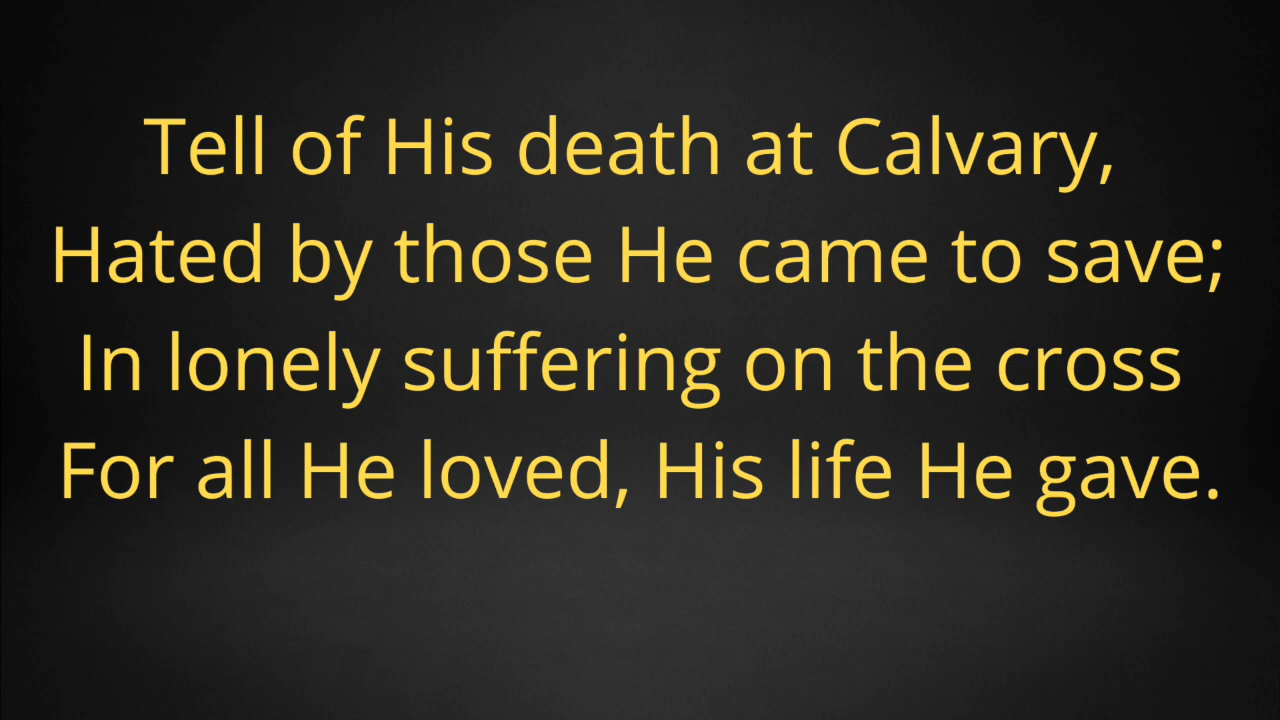 Tell of His death at Calvary,
Hated by those He came to save;
In lonely suffering on the cross
For all He loved, His life He gave.